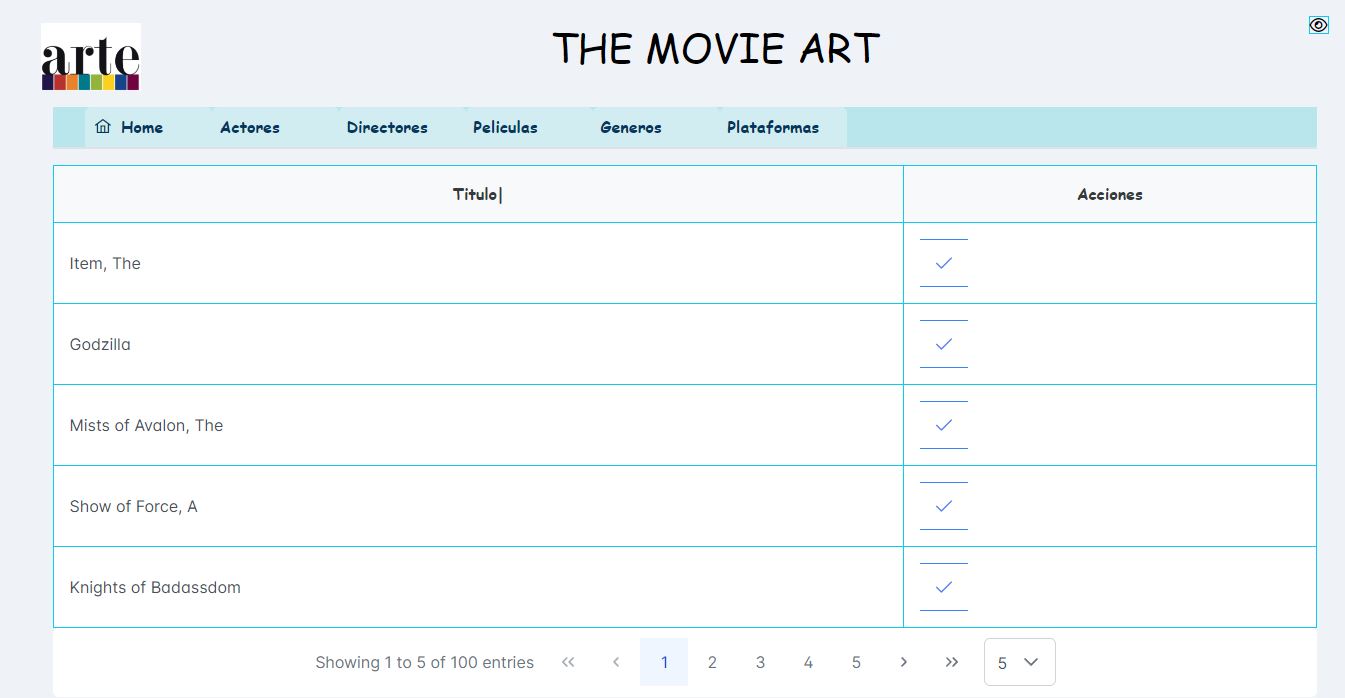 arte
THE MOVIE ART
Home Actores Directores Peliculas Generos Plataformas
Titulo| Acciones
Item, The
Godzilla
Mists of Avalon, The
Show of Force, A
Knights of Badassdom
Showing 1 to 5 of 100 entries « ‹ 1 2 3 4 5 › » 5